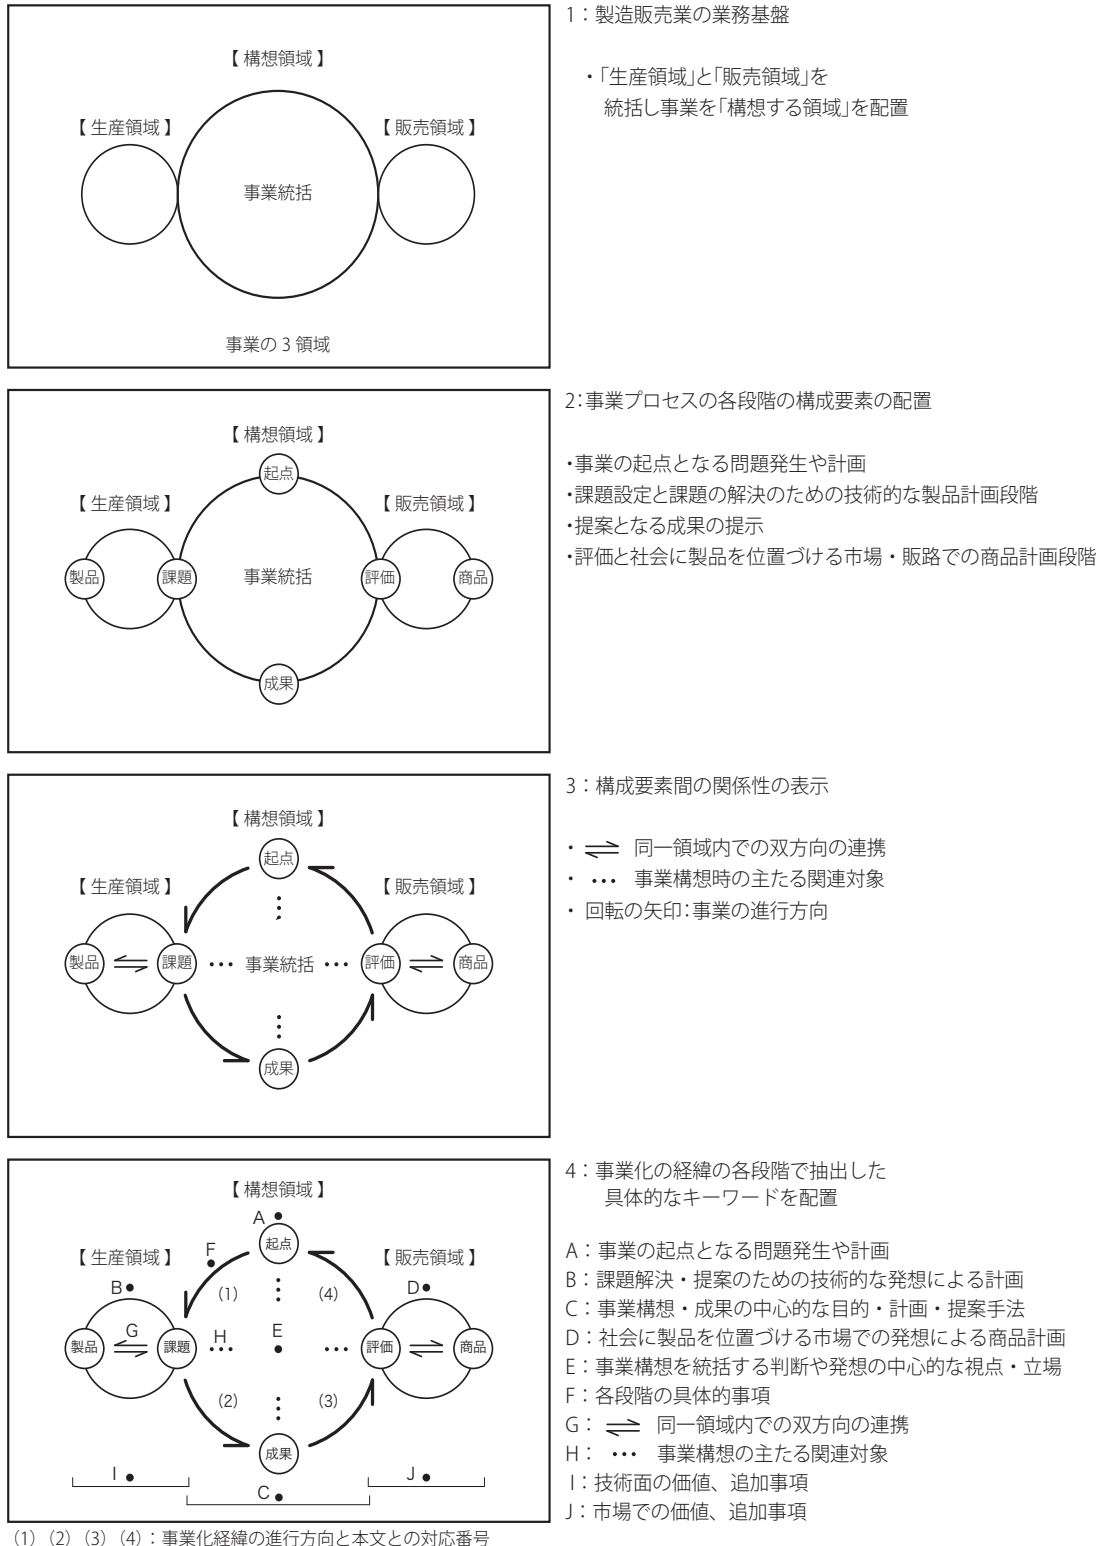 1：製造販売業の業務基盤
・「生産領域」と「販売領域」を
統括し事業を「構想する領域」を配置
【 構想領域 】
【 生産領域 】
【 販売領域 】
事業統括
事業の 3 領域
2：事業プロセスの各段階の構成要素の配置
・事業の起点となる問題発生や計画
・課題設定と課題の解決のための技術的な製品計画段階
・提案となる成果の提示
・評価と社会に製品を位置づける市場・販路での商品計画段階
【 構想領域 】
起点
【 生産領域 】
【 販売領域 】
製品
課題
事業統括
評価
商品
成果
3：構成要素間の関係性の表示
・ ⇌ 同一領域内での双方向の連携
・ … 事業構想時の主たる関連対象
・ 回転の矢印：事業の進行方向
【 構想領域 】
起点
【 生産領域 】
【 販売領域 】
製品 ⇌ 課題 … 事業統括 … 評価 ⇌ 商品
成果
4：事業化の経緯の各段階で抽出した
具体的なキーワードを配置
A：事業の起点となる問題発生や計画
B：課題解決・提案のための技術的な発想による計画
C：事業構想・成果の中心的な目的・計画・提案手法
D：社会に製品を位置づける市場での発想による商品計画
E：事業構想を統括する判断や発想の中心的な視点・立場
F：各段階の具体的事項
G： ⇌ 同一領域内での双方向の連携
H： … 事業構想の主たる関連対象
I：技術面の価値、追加事項
J：市場での価値、追加事項
【 構想領域 】
A ●
起点
【 生産領域 】
F ●
【 販売領域 】
B ●
(1)
(4)
D ●
G
H
E ●
製品 ⇌ 課題 … … 評価 ⇌ 商品
(2)
(3)
成果
I ●
J ●
C ●
(1) (2) (3) (4)：事業化経緯の進行方向と本文との対応番号